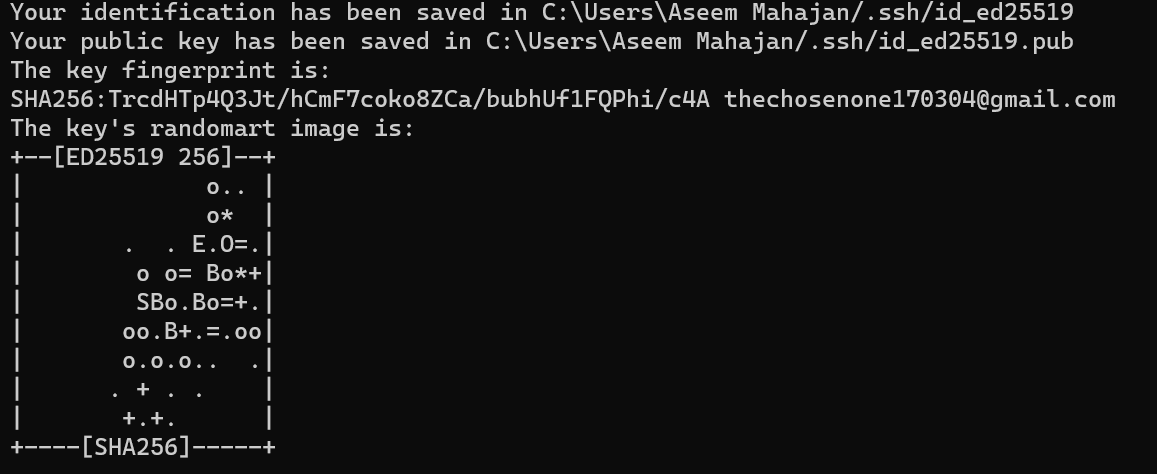 Your identification has been saved in C:\Users\Aseem Mahajan/.ssh/id_ed25519
Your public key has been saved in C:\Users\Aseem Mahajan/.ssh/id_ed25519.pub
The key fingerprint is:
SHA256:TrcdHTp4Q3Jt/hCmF7coko8ZCa/bubhUf1FQPhi/c4A thechosenone170304@gmail.com
The key's randomart image is:
+--[ED25519 256]--+
|             o.. |
|             o*  |
|       .  . E.O=.|
|        o o= Bo*+|
|        SBo.Bo=+.|
|       oo.B+.=.oo|
|       o.o.o..  .|
|      . + . .    |
|       +.+.      |
+----[SHA256]-----+